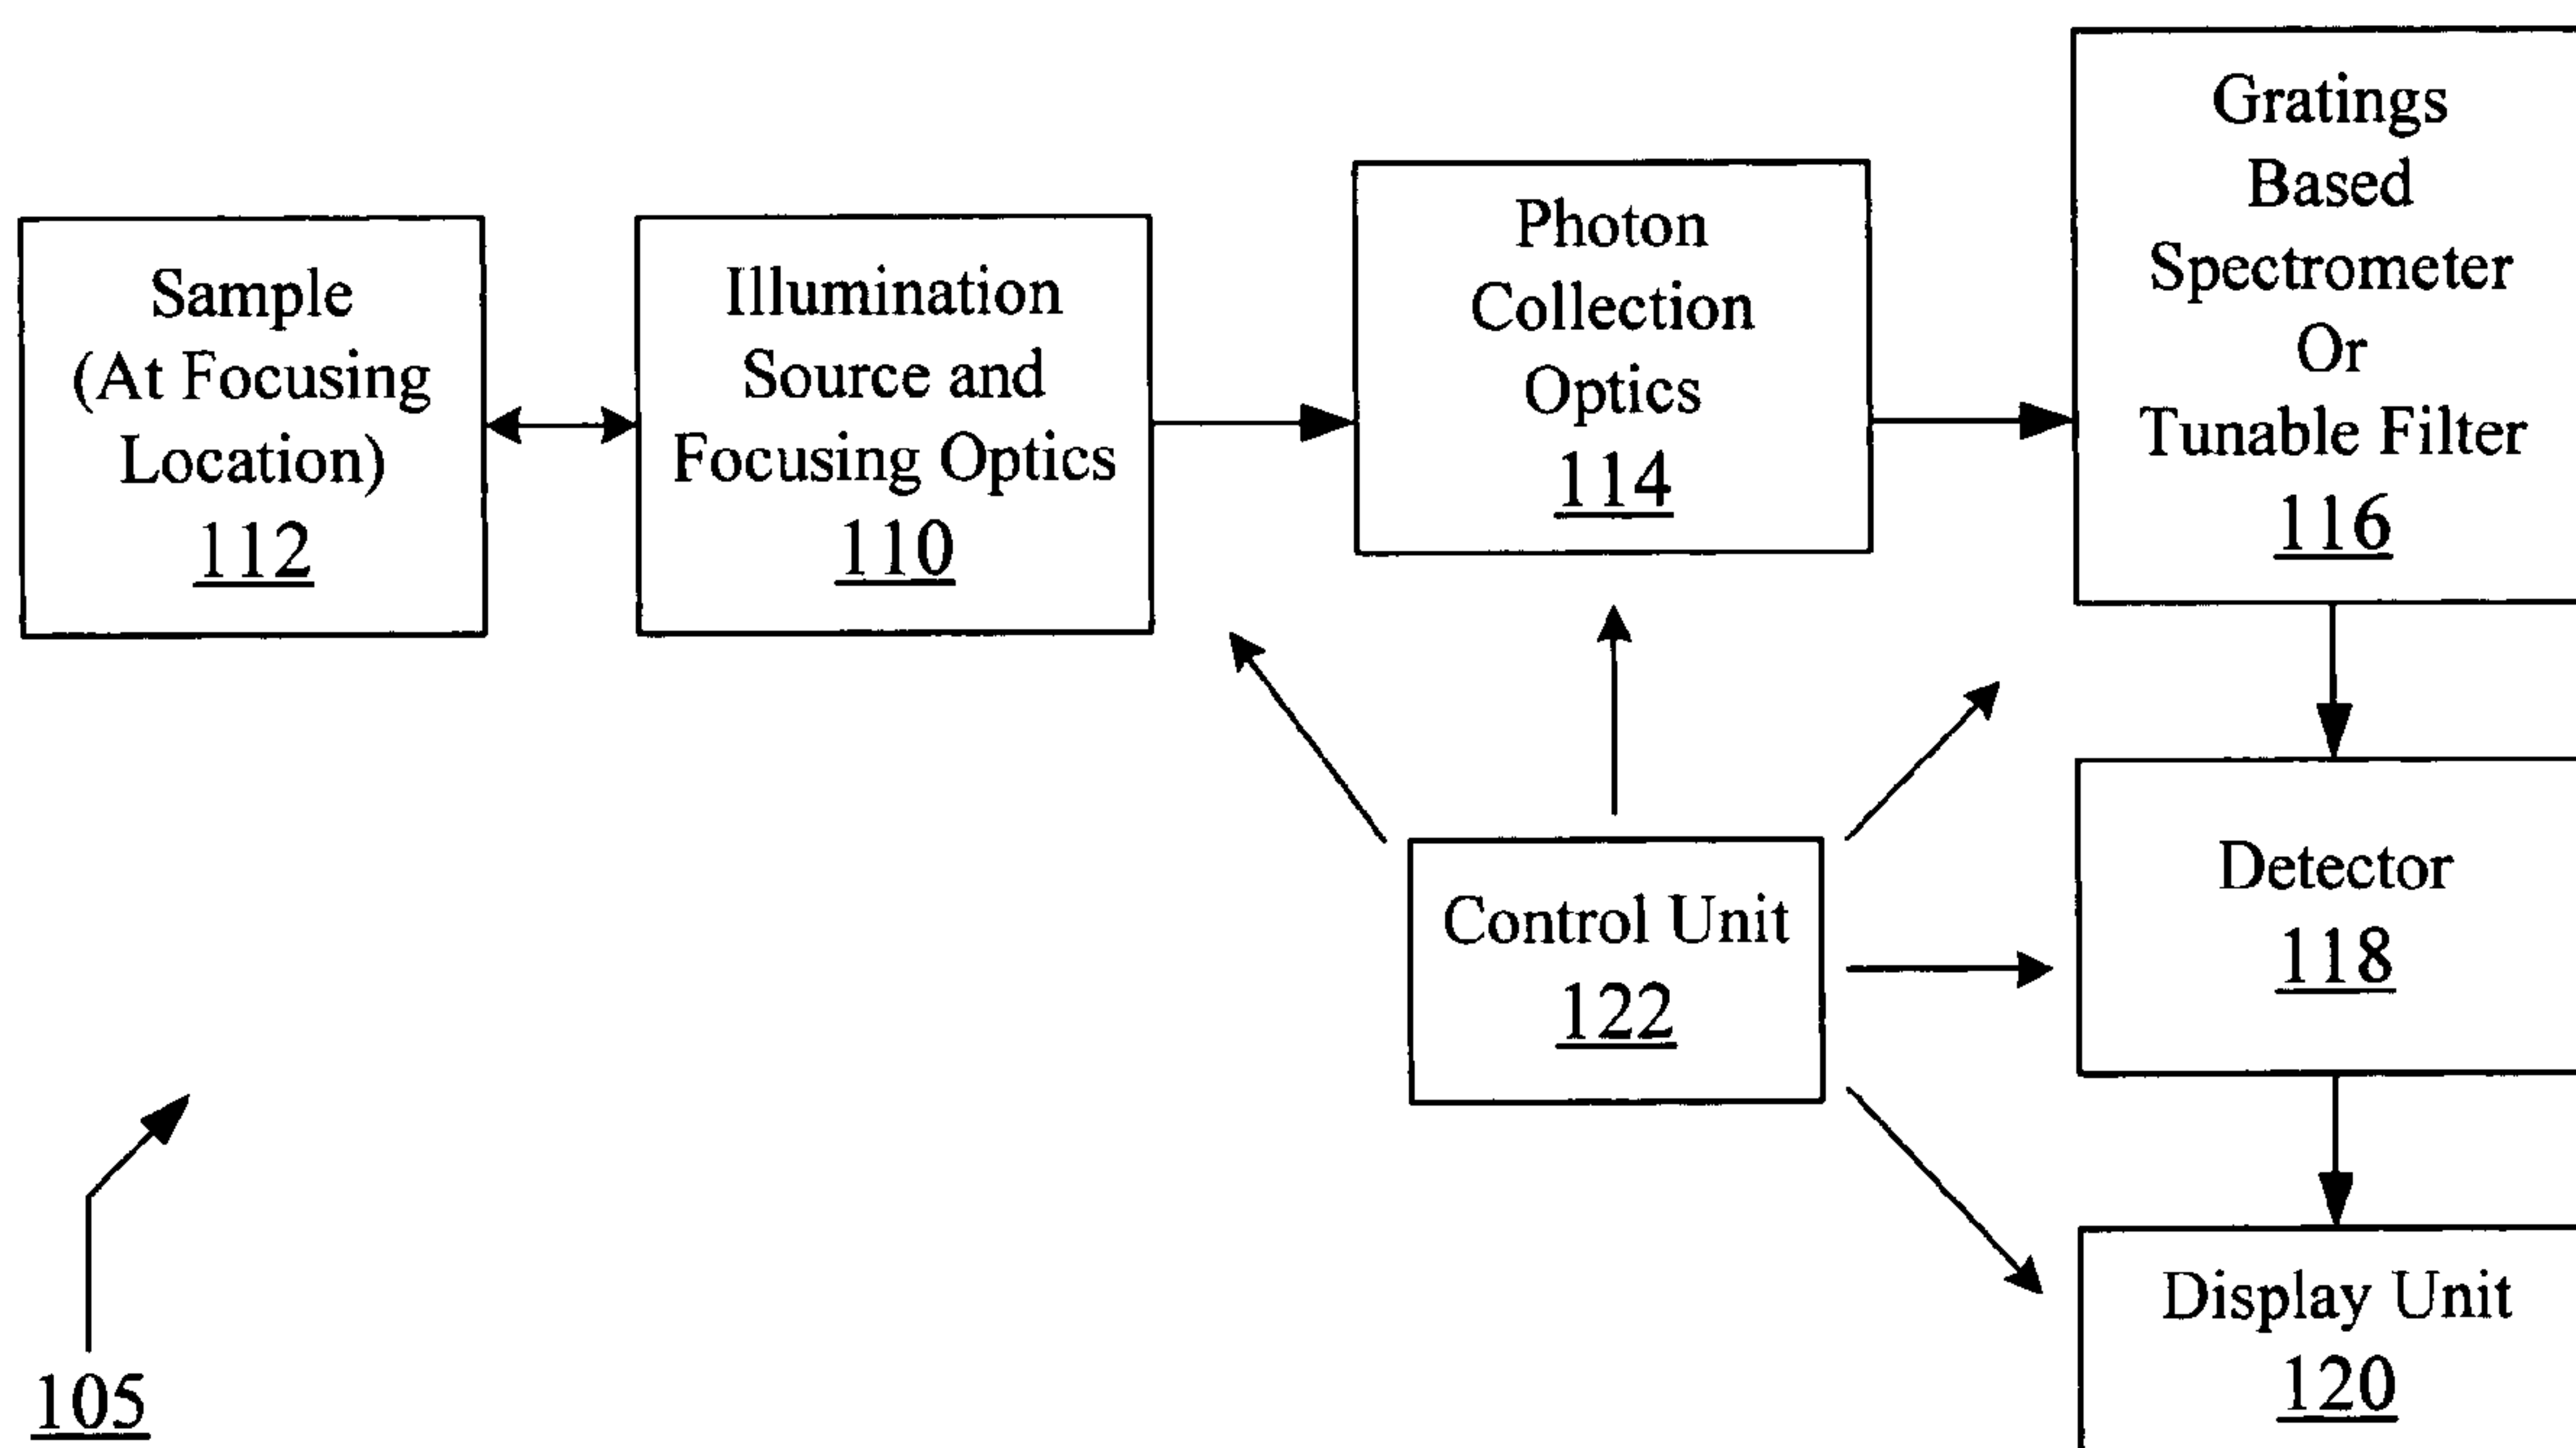 Sample
(At Focusing
Location)
112
Illumination
Source and
Focusing Optics
110
Photon
Collection
Optics
114
Gratings
Based
Spectrometer
Or
Tunable Filter
116
Control Unit
122
Detector
118
Display Unit
120
105